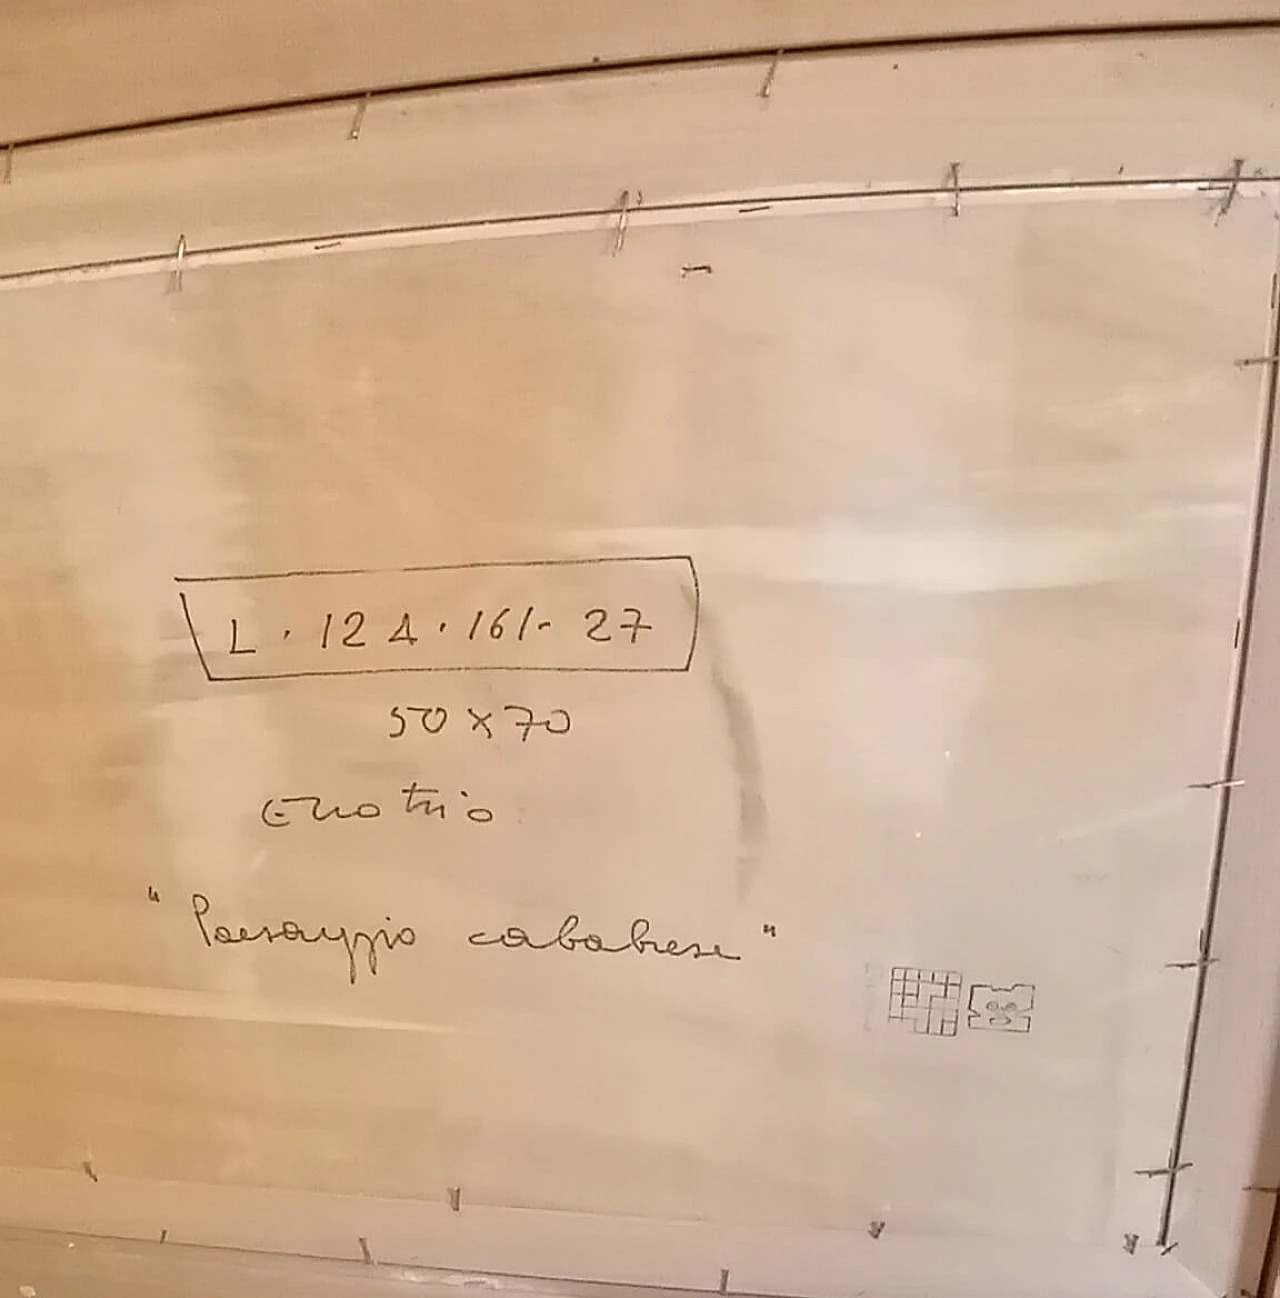 L . 124 . 161 - 27
50 x 70
Enotrio
" Paesaggio calabrese "